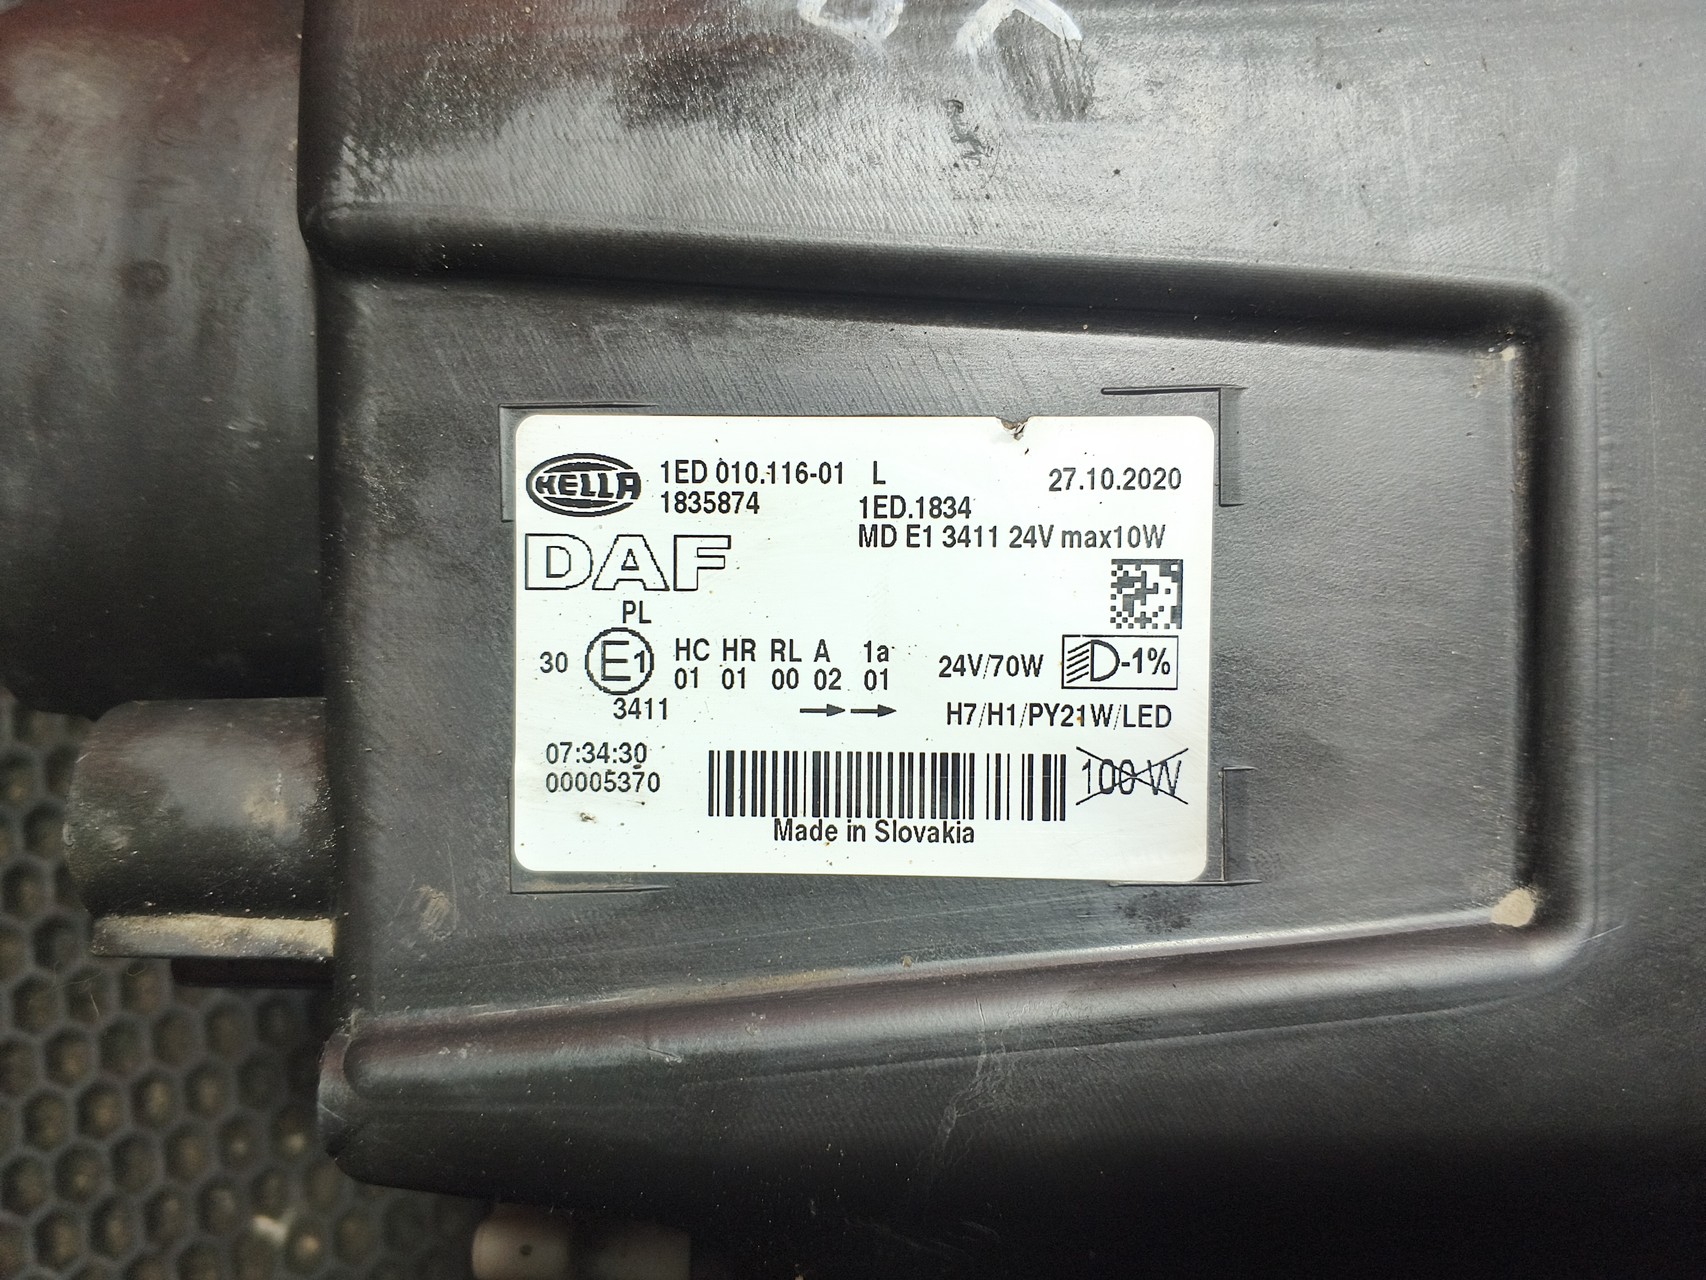 HELLA 1ED 010.116-01 L 27.10.2020
1835874 1ED.1834
MD E1 3411 24V max10W
DAF
PL
30 E1 HC HR RL A 1a 24V/70W D-1%
01 01 00 02 01
3411 H7/H1/PY21W/LED
07:34:30
00005370 100 W
Made in Slovakia